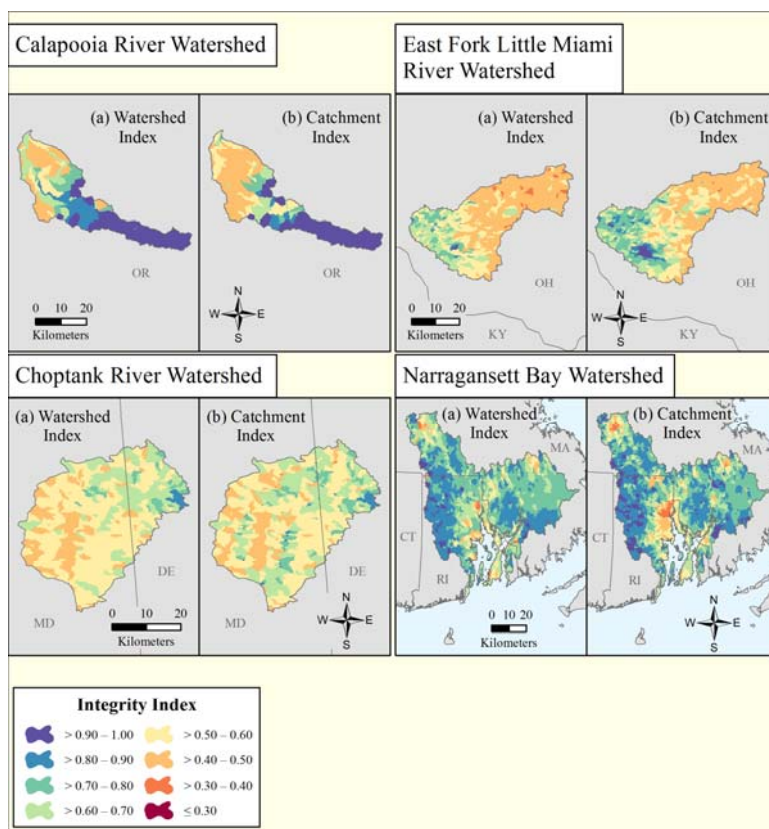 Calapooia River Watershed
East Fork Little Miami
River Watershed
(a) Watershed
Index
(b) Catchment
Index
OR
OR
0 10 20
Kilometers
N
W E
S
(a) Watershed
Index
(b) Catchment
Index
OH
OH
KY
KY
0 10 20
Kilometers
N
W E
S
Choptank River Watershed
Narragansett Bay Watershed
(a) Watershed
Index
(b) Catchment
Index
DE
DE
MD
MD
0 10 20
Kilometers
N
W E
S
(a) Watershed
Index
(b) Catchment
Index
MA
MA
CT
CT
RI
RI
0 10 20
Kilometers
N
W E
S
Integrity Index
> 0.90 – 1.00
> 0.80 – 0.90
> 0.70 – 0.80
> 0.60 – 0.70
> 0.50 – 0.60
> 0.40 – 0.50
> 0.30 – 0.40
≤ 0.30